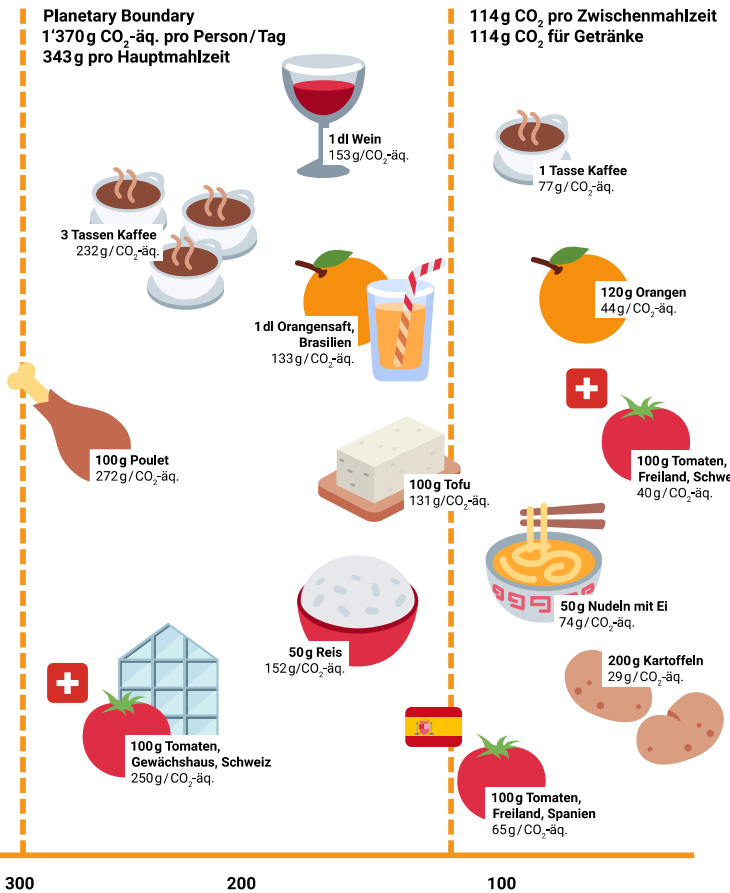 Planetary Boundary
1'370 g CO₂-äq. pro Person/Tag
343 g pro Hauptmahlzeit
114 g CO₂ pro Zwischenmahlzeit
114 g CO₂ für Getränke
1 dl Wein
153 g/CO₂-äq.
1 Tasse Kaffee
77 g/CO₂-äq.
3 Tassen Kaffee
232 g/CO₂-äq.
1 dl Orangensaft,
Brasilien
133 g/CO₂-äq.
120 g Orangen
44 g/CO₂-äq.
100 g Poulet
272 g/CO₂-äq.
100 g Tofu
131 g/CO₂-äq.
100 g Tomaten,
Freiland, Schwe
40 g/CO₂-äq.
50 g Nudeln mit Ei
74 g/CO₂-äq.
50 g Reis
152 g/CO₂-äq.
200 g Kartoffeln
29 g/CO₂-äq.
100 g Tomaten,
Gewächshaus, Schweiz
250 g/CO₂-äq.
100 g Tomaten,
Freiland, Spanien
65 g/CO₂-äq.
300 200 100